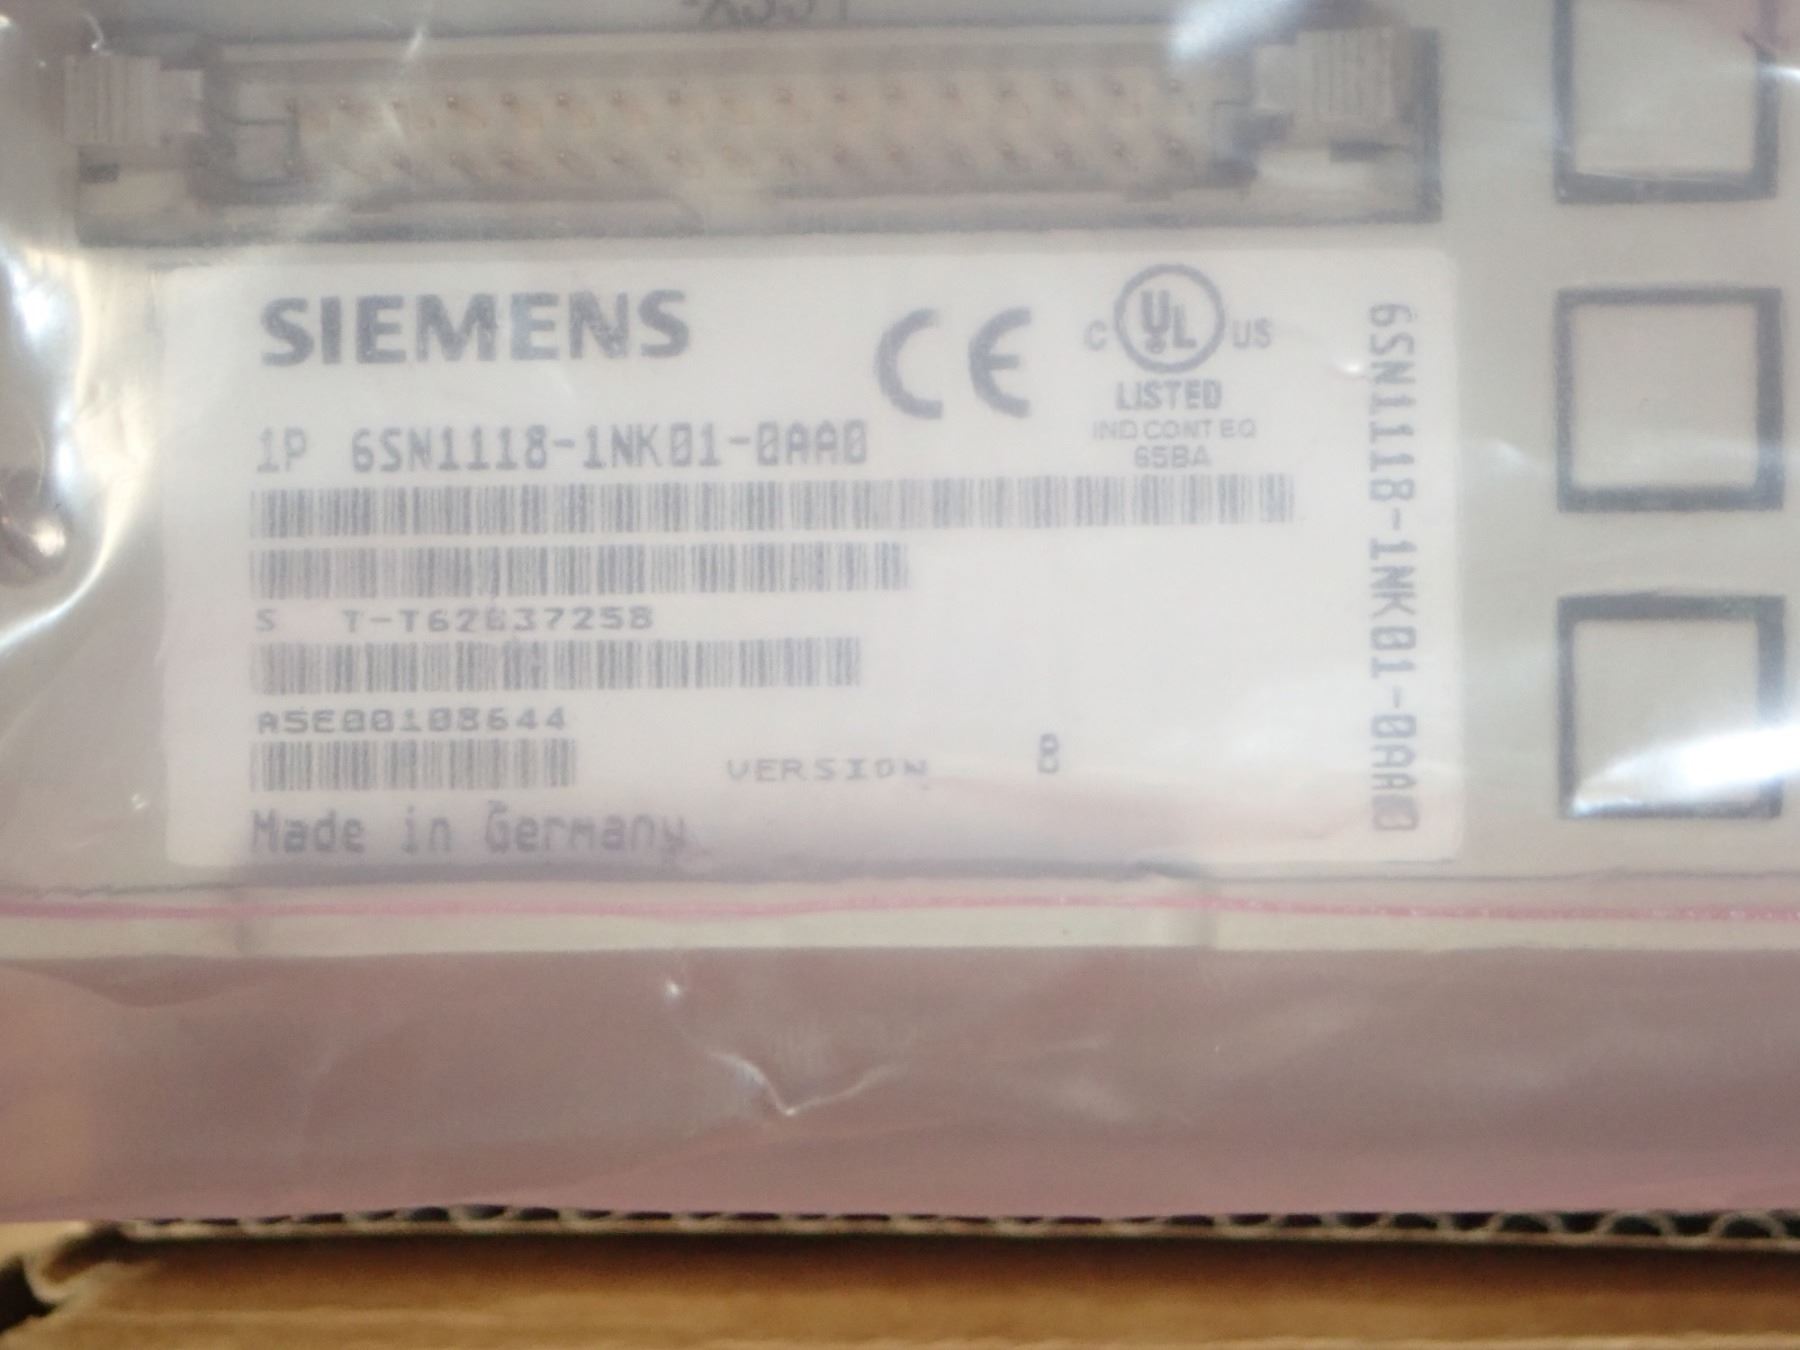 -X351
SIEMENS
CE
C UL US
LISTED
IND CONT EQ
65BA
1P 6SN1118-1NK01-0AA0
S
A5E00108644
VERSION
Made in Germany
6SN1118-1NK01-0AA0